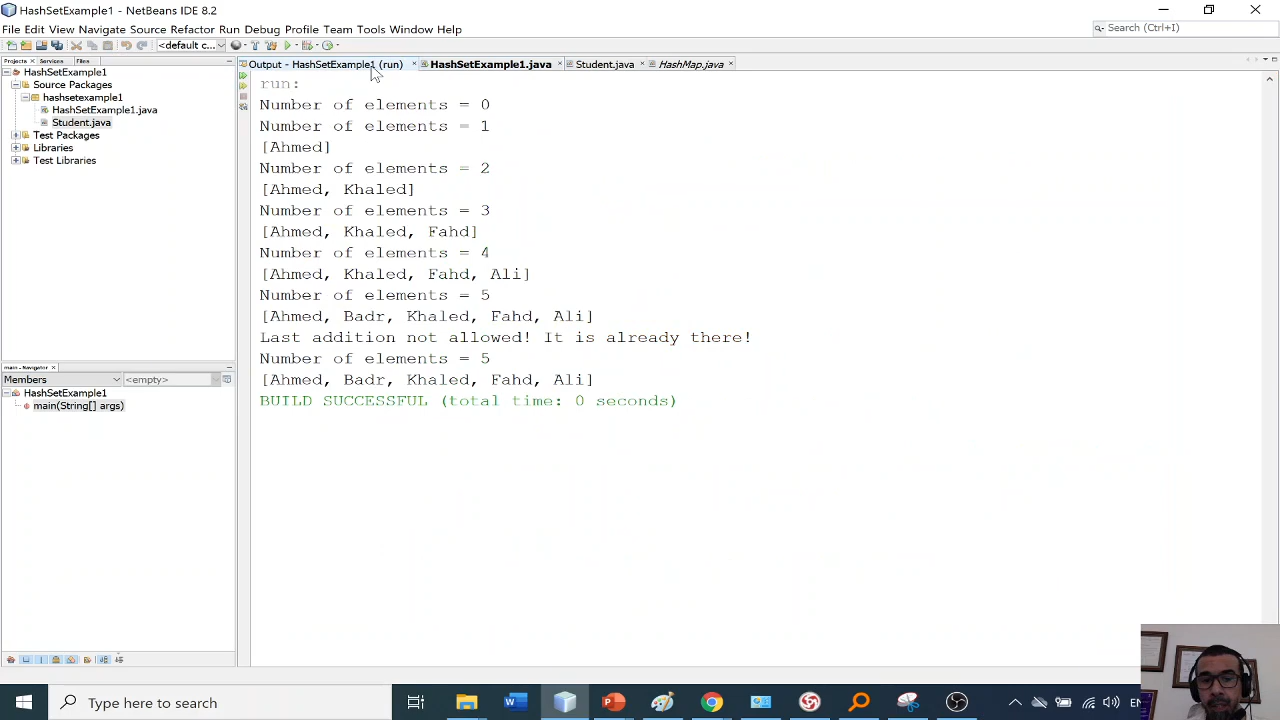 HashSetExample1 - NetBeans IDE 8.2
File Edit View Navigate Source Refactor Run Debug Profile Team Tools Window Help
Search (Ctrl+I)
<default c...
Projects × Services Files
Output - HashSetExample1 (run) × HashSetExample1.java × Student.java × HashMap.java ×
HashSetExample1
Source Packages
hashsetexample1
HashSetExample1.java
Student.java
Test Packages
Libraries
Test Libraries
run:
Number of elements = 0
Number of elements = 1
[Ahmed]
Number of elements = 2
[Ahmed, Khaled]
Number of elements = 3
[Ahmed, Khaled, Fahd]
Number of elements = 4
[Ahmed, Khaled, Fahd, Ali]
Number of elements = 5
[Ahmed, Badr, Khaled, Fahd, Ali]
Last addition not allowed! It is already there!
Number of elements = 5
[Ahmed, Badr, Khaled, Fahd, Ali]
BUILD SUCCESSFUL (total time: 0 seconds)
main - Navigator ×
Members <empty>
HashSetExample1
main(String[] args)
Type here to search
EN